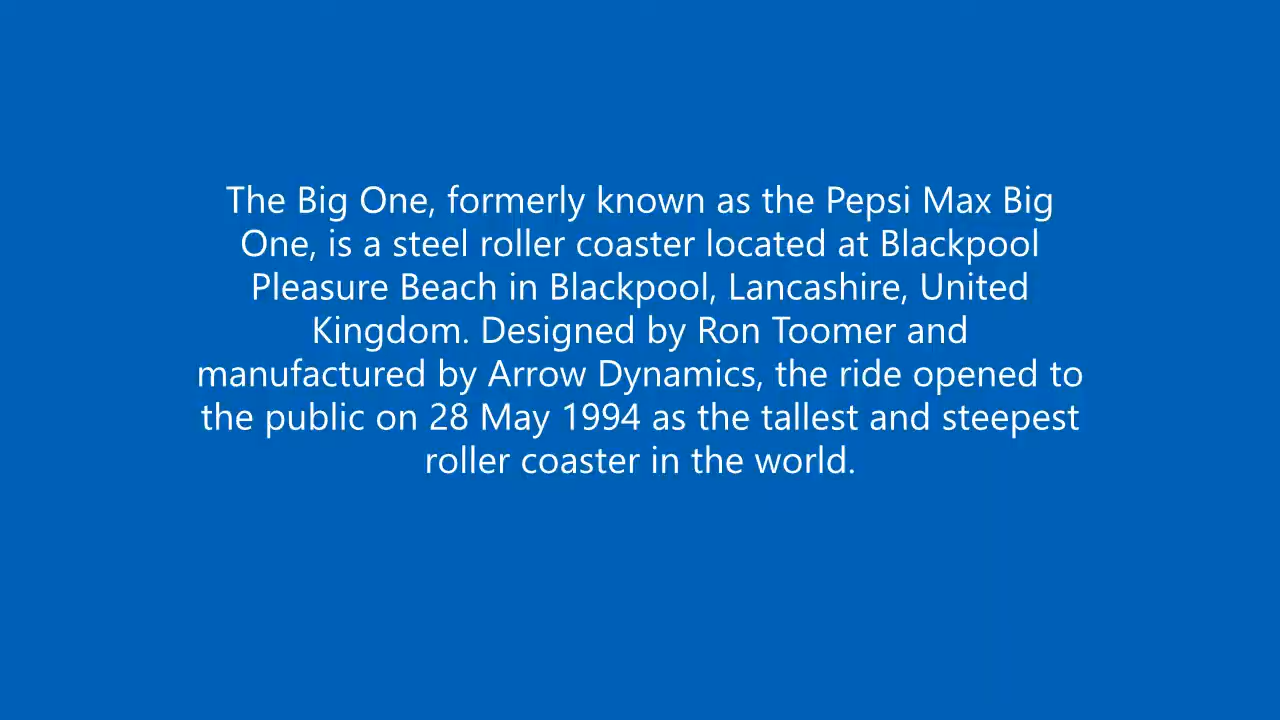 The Big One, formerly known as the Pepsi Max Big
One, is a steel roller coaster located at Blackpool
Pleasure Beach in Blackpool, Lancashire, United
Kingdom. Designed by Ron Toomer and
manufactured by Arrow Dynamics, the ride opened to
the public on 28 May 1994 as the tallest and steepest
roller coaster in the world.